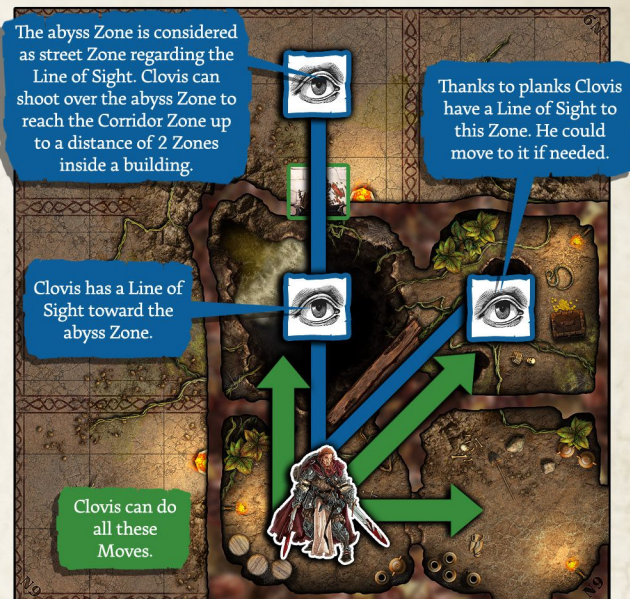 The abyss Zone is considered
as street Zone regarding the
Line of Sight. Clovis can
shoot over the abyss Zone to
reach the Corridor Zone up
to a distance of 2 Zones
inside a building.
Thanks to planks Clovis
have a Line of Sight to
this Zone. He could
move to it if needed.
Clovis has a Line of
Sight toward the
abyss Zone.
Clovis can do
all these
Moves.
N6
N9
N9